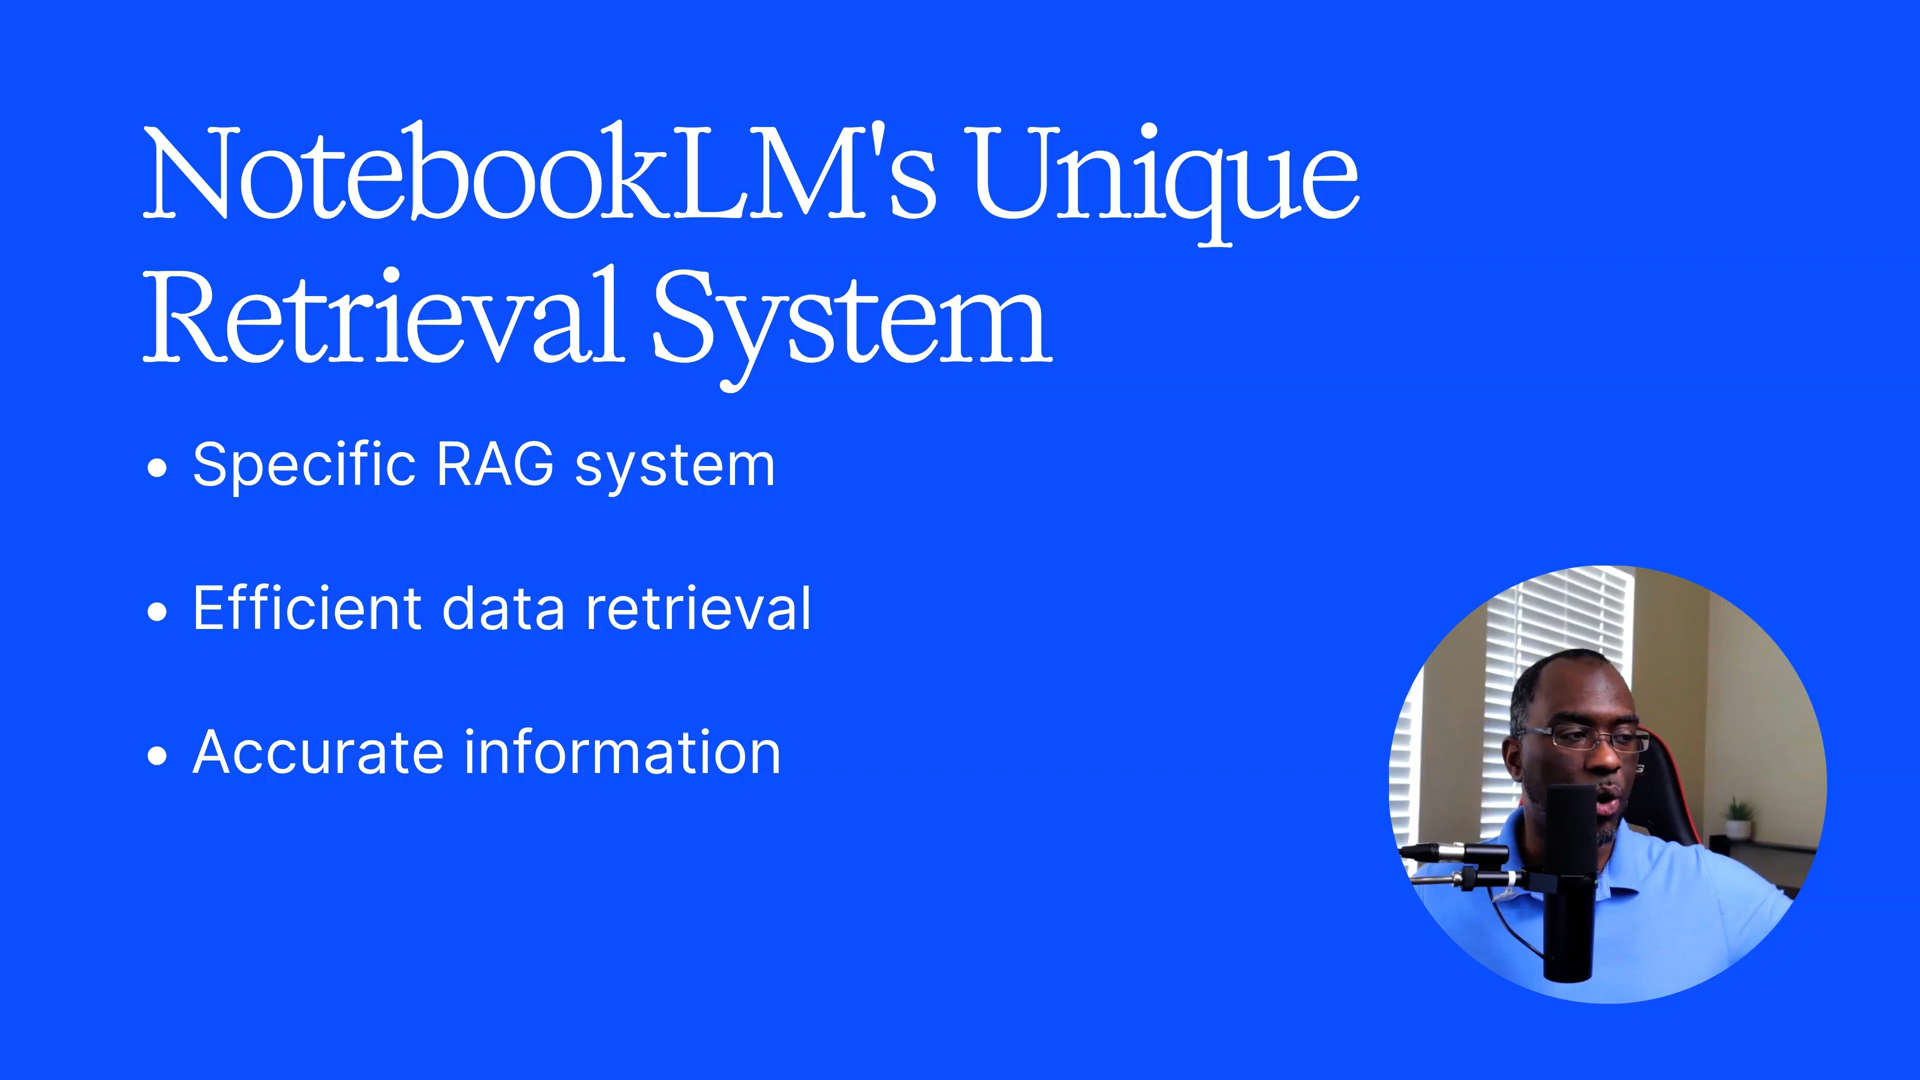 NotebookLM's Unique
Retrieval System
• Specific RAG system
• Efficient data retrieval
• Accurate information